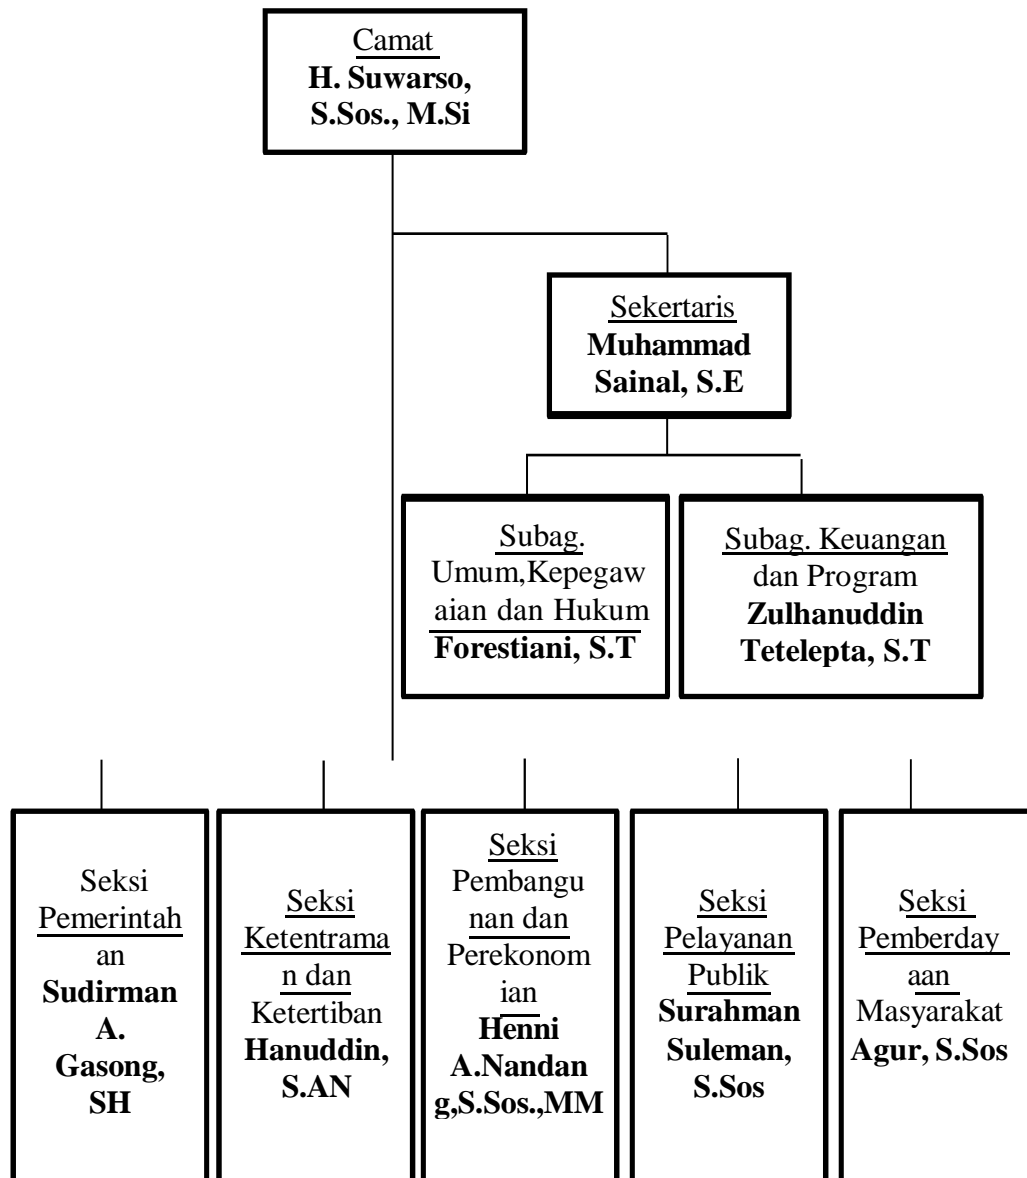 Camat
H. Suwarso,
S.Sos., M.Si
Sekertaris
Muhammad
Sainal, S.E
Subag.
Umum,Kepegaw
aian dan Hukum
Forestiani, S.T
Subag. Keuangan
dan Program
Zulhanuddin
Tetelepta, S.T
Seksi
Pemerintah
an
Sudirman
A.
Gasong,
SH
Seksi
Ketentrama
n dan
Ketertiban
Hanuddin,
S.AN
Seksi
Pembangu
nan dan
Perekonom
ian
Henni
A.Nandan
g,S.Sos.,MM
Seksi
Pelayanan
Publik
Surahman
Suleman,
S.Sos
Seksi
Pemberday
aan
Masyarakat
Agur, S.Sos